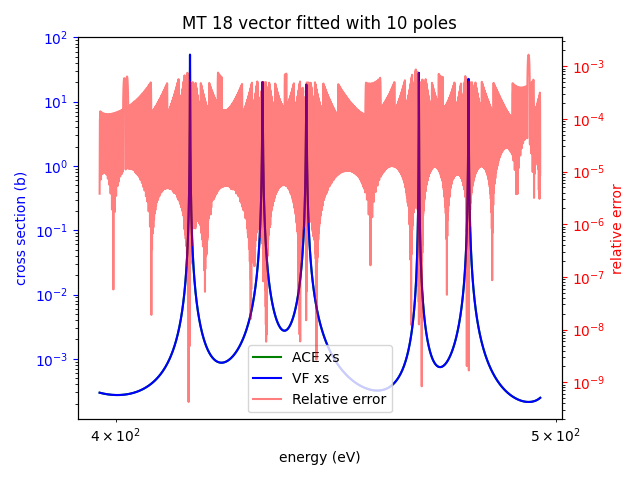 MT 18 vector fitted with 10 poles
10²
10¹
10⁰
10⁻¹
10⁻²
10⁻³
cross section (b)
10⁻³
10⁻⁴
10⁻⁵
10⁻⁶
10⁻⁷
10⁻⁸
10⁻⁹
relative error
ACE xs
VF xs
Relative error
4 × 10²
5 × 10²
energy (eV)